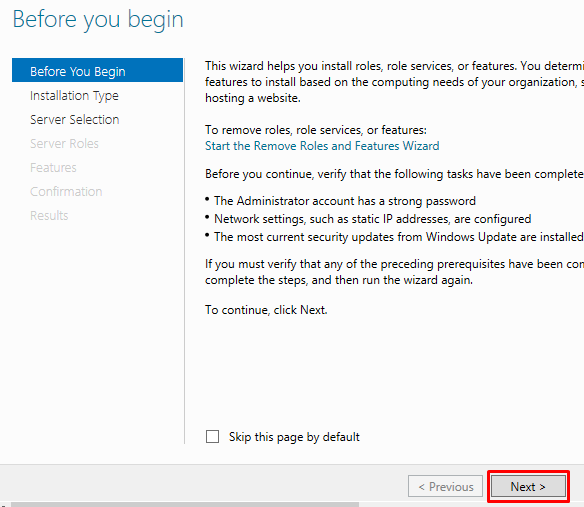 Before you begin
Before You Begin
Installation Type
Server Selection
Server Roles
Features
Confirmation
Results
This wizard helps you install roles, role services, or features. You determi
features to install based on the computing needs of your organization, s
hosting a website.
To remove roles, role services, or features:
Start the Remove Roles and Features Wizard
Before you continue, verify that the following tasks have been complete
• The Administrator account has a strong password
• Network settings, such as static IP addresses, are configured
• The most current security updates from Windows Update are installed
If you must verify that any of the preceding prerequisites have been com
complete the steps, and then run the wizard again.
To continue, click Next.
Skip this page by default
< Previous
Next >